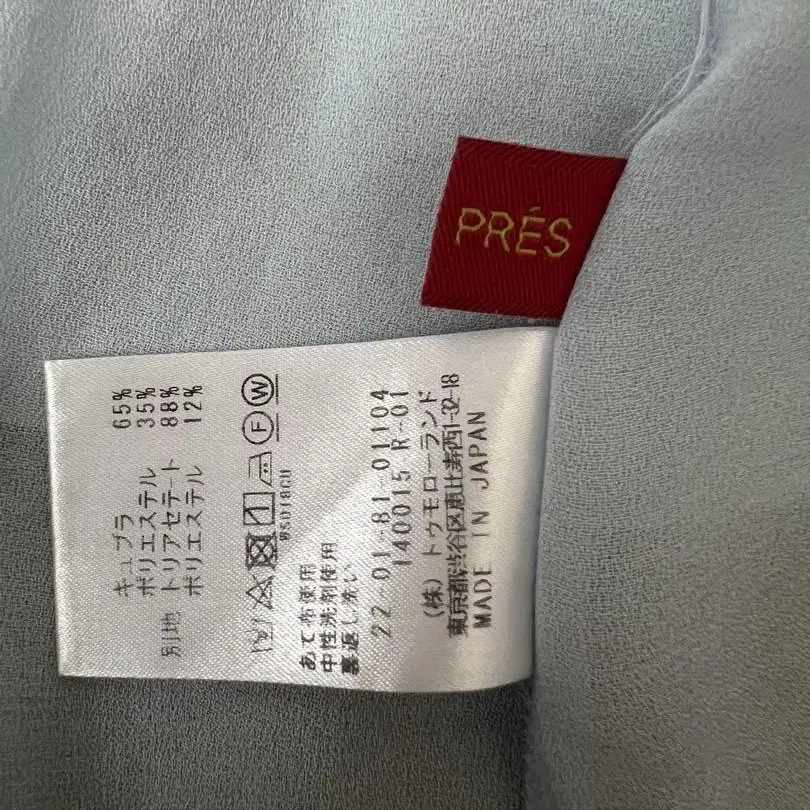 PRÉS
キュプラ 65%
ポリエステル 35%
別地 トリアセテート 88%
ポリエステル 12%
F W
あて布使用
中性洗剤使用
裏返し洗い
22-01-81-01104
140015 R-01
(株) トゥモローランド
東京都渋谷区恵比寿西1-32-18
MADE IN JAPAN